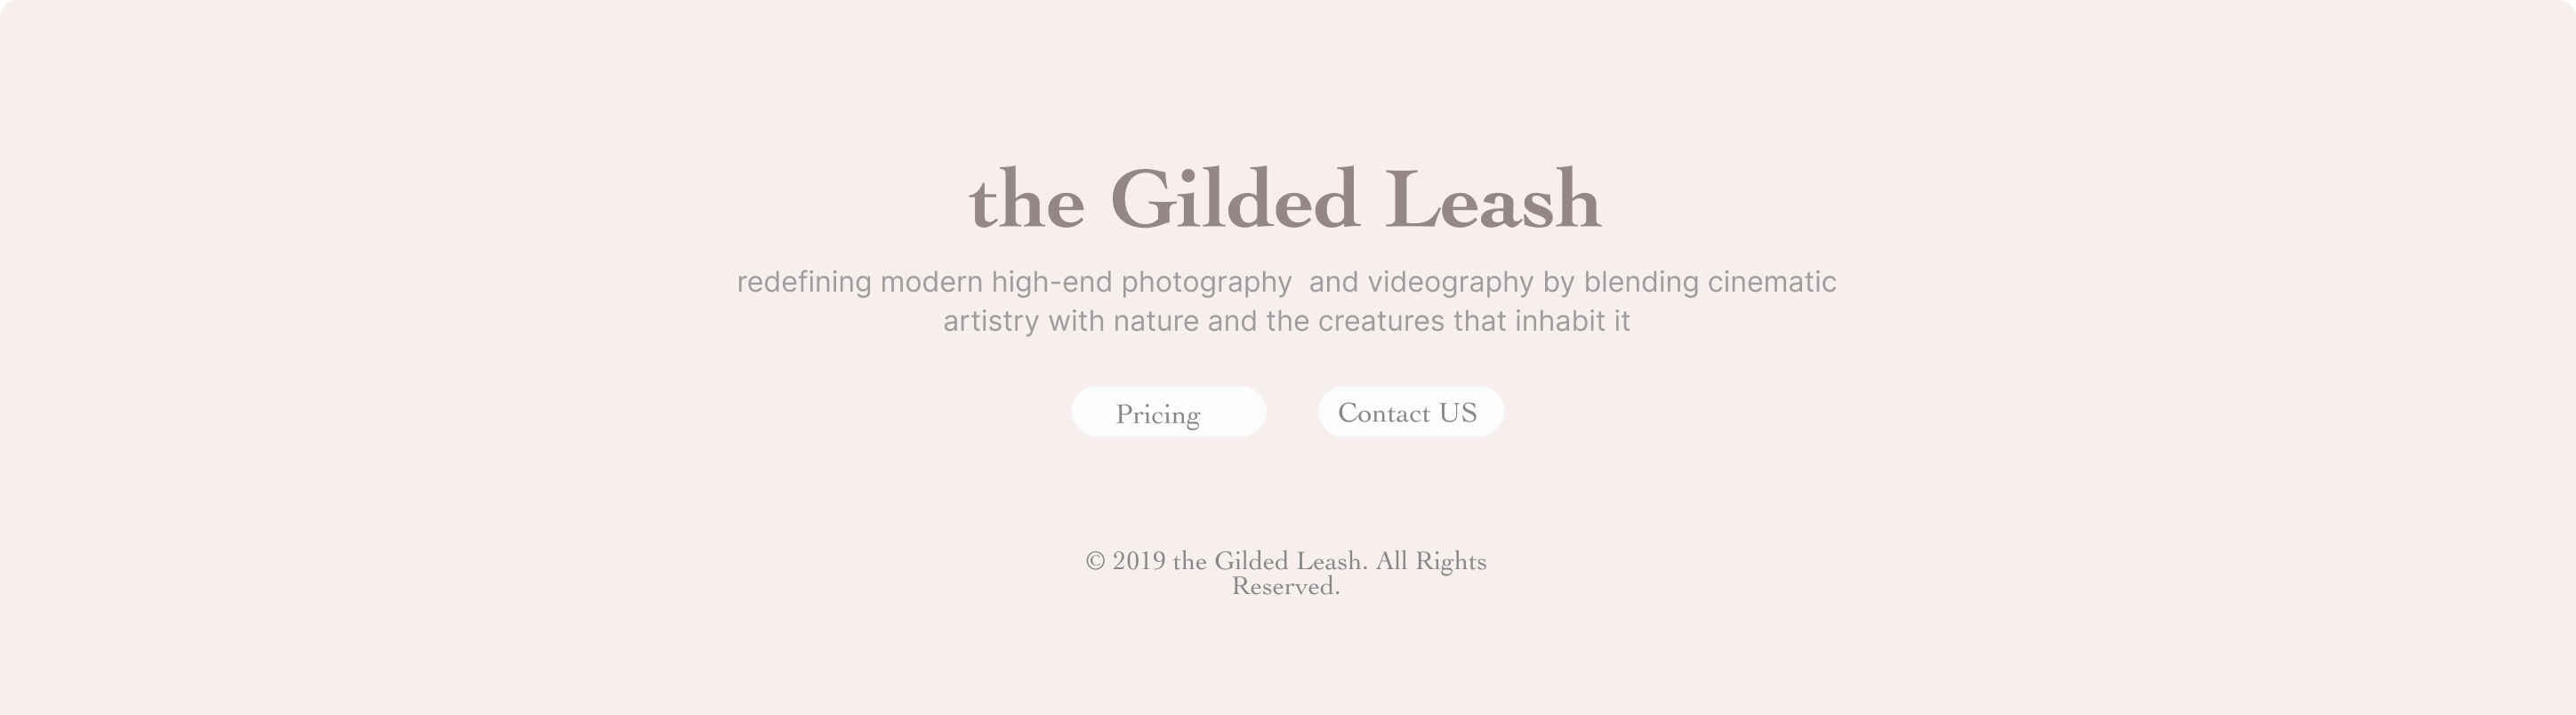 the Gilded Leash
redefining modern high-end photography  and videography by blending cinematic
artistry with nature and the creatures that inhabit it
Pricing
Contact US
© 2019 the Gilded Leash. All Rights
Reserved.